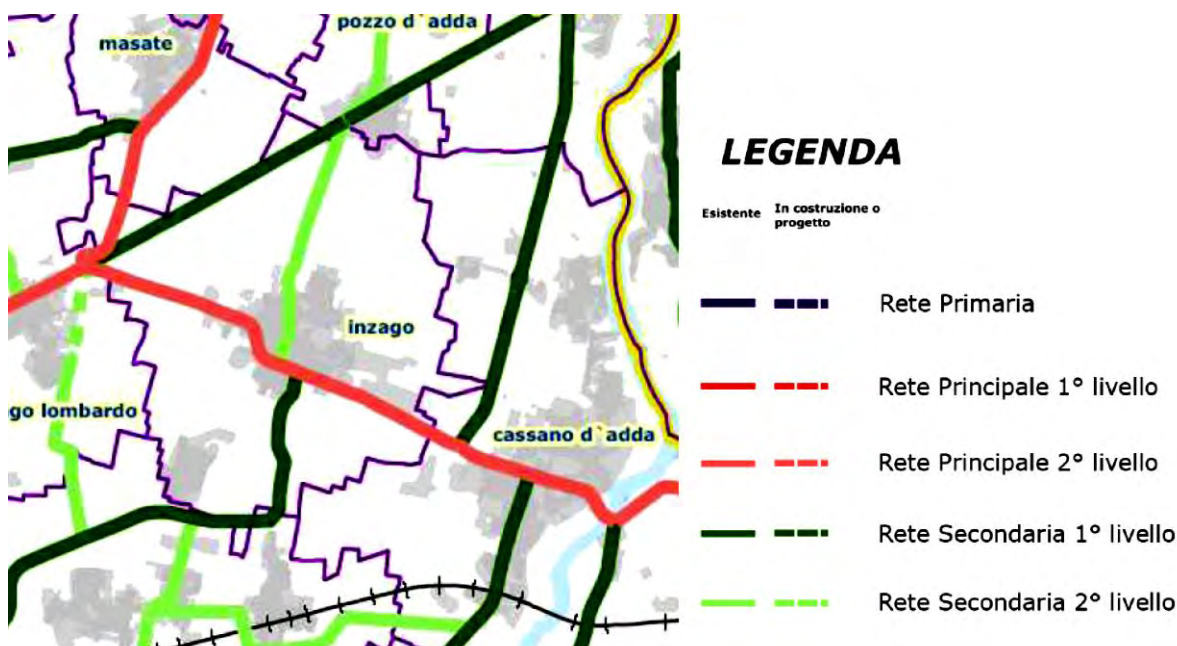 pozzo d`adda
masate
inzago
go lombardo
cassano d`adda
LEGENDA
Esistente
In costruzione o
progetto
Rete Primaria
Rete Principale 1° livello
Rete Principale 2° livello
Rete Secondaria 1° livello
Rete Secondaria 2° livello